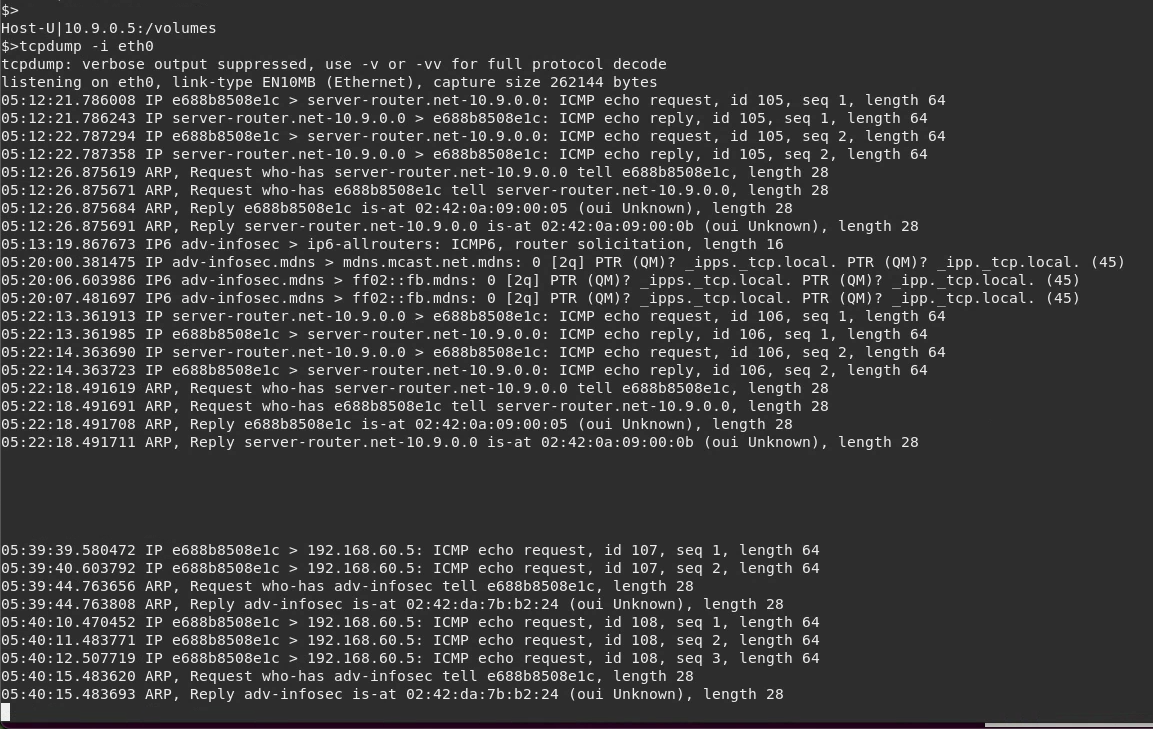 $>
Host-U|10.9.0.5:/volumes
$>tcpdump -i eth0
tcpdump: verbose output suppressed, use -v or -vv for full protocol decode
listening on eth0, link-type EN10MB (Ethernet), capture size 262144 bytes
05:12:21.786008 IP e688b8508e1c > server-router.net-10.9.0.0: ICMP echo request, id 105, seq 1, length 64
05:12:21.786243 IP server-router.net-10.9.0.0 > e688b8508e1c: ICMP echo reply, id 105, seq 1, length 64
05:12:22.787294 IP e688b8508e1c > server-router.net-10.9.0.0: ICMP echo request, id 105, seq 2, length 64
05:12:22.787358 IP server-router.net-10.9.0.0 > e688b8508e1c: ICMP echo reply, id 105, seq 2, length 64
05:12:26.875619 ARP, Request who-has server-router.net-10.9.0.0 tell e688b8508e1c, length 28
05:12:26.875671 ARP, Request who-has e688b8508e1c tell server-router.net-10.9.0.0, length 28
05:12:26.875684 ARP, Reply e688b8508e1c is-at 02:42:0a:09:00:05 (oui Unknown), length 28
05:12:26.875691 ARP, Reply server-router.net-10.9.0.0 is-at 02:42:0a:09:00:0b (oui Unknown), length 28
05:13:19.867673 IP6 adv-infosec > ip6-allrouters: ICMP6, router solicitation, length 16
05:20:00.381475 IP adv-infosec.mdns > mdns.mcast.net.mdns: 0 [2q] PTR (QM)? _ipps._tcp.local. PTR (QM)? _ipp._tcp.local. (45)
05:20:06.603986 IP6 adv-infosec.mdns > ff02::fb.mdns: 0 [2q] PTR (QM)? _ipps._tcp.local. PTR (QM)? _ipp._tcp.local. (45)
05:20:07.481697 IP6 adv-infosec.mdns > ff02::fb.mdns: 0 [2q] PTR (QM)? _ipps._tcp.local. PTR (QM)? _ipp._tcp.local. (45)
05:22:13.361913 IP server-router.net-10.9.0.0 > e688b8508e1c: ICMP echo request, id 106, seq 1, length 64
05:22:13.361985 IP e688b8508e1c > server-router.net-10.9.0.0: ICMP echo reply, id 106, seq 1, length 64
05:22:14.363690 IP server-router.net-10.9.0.0 > e688b8508e1c: ICMP echo request, id 106, seq 2, length 64
05:22:14.363723 IP e688b8508e1c > server-router.net-10.9.0.0: ICMP echo reply, id 106, seq 2, length 64
05:22:18.491619 ARP, Request who-has server-router.net-10.9.0.0 tell e688b8508e1c, length 28
05:22:18.491691 ARP, Request who-has e688b8508e1c tell server-router.net-10.9.0.0, length 28
05:22:18.491708 ARP, Reply e688b8508e1c is-at 02:42:0a:09:00:05 (oui Unknown), length 28
05:22:18.491711 ARP, Reply server-router.net-10.9.0.0 is-at 02:42:0a:09:00:0b (oui Unknown), length 28
05:39:39.580472 IP e688b8508e1c > 192.168.60.5: ICMP echo request, id 107, seq 1, length 64
05:39:40.603792 IP e688b8508e1c > 192.168.60.5: ICMP echo request, id 107, seq 2, length 64
05:39:44.763656 ARP, Request who-has adv-infosec tell e688b8508e1c, length 28
05:39:44.763808 ARP, Reply adv-infosec is-at 02:42:da:7b:b2:24 (oui Unknown), length 28
05:40:10.470452 IP e688b8508e1c > 192.168.60.5: ICMP echo request, id 108, seq 1, length 64
05:40:11.483771 IP e688b8508e1c > 192.168.60.5: ICMP echo request, id 108, seq 2, length 64
05:40:12.507719 IP e688b8508e1c > 192.168.60.5: ICMP echo request, id 108, seq 3, length 64
05:40:15.483620 ARP, Request who-has adv-infosec tell e688b8508e1c, length 28
05:40:15.483693 ARP, Reply adv-infosec is-at 02:42:da:7b:b2:24 (oui Unknown), length 28